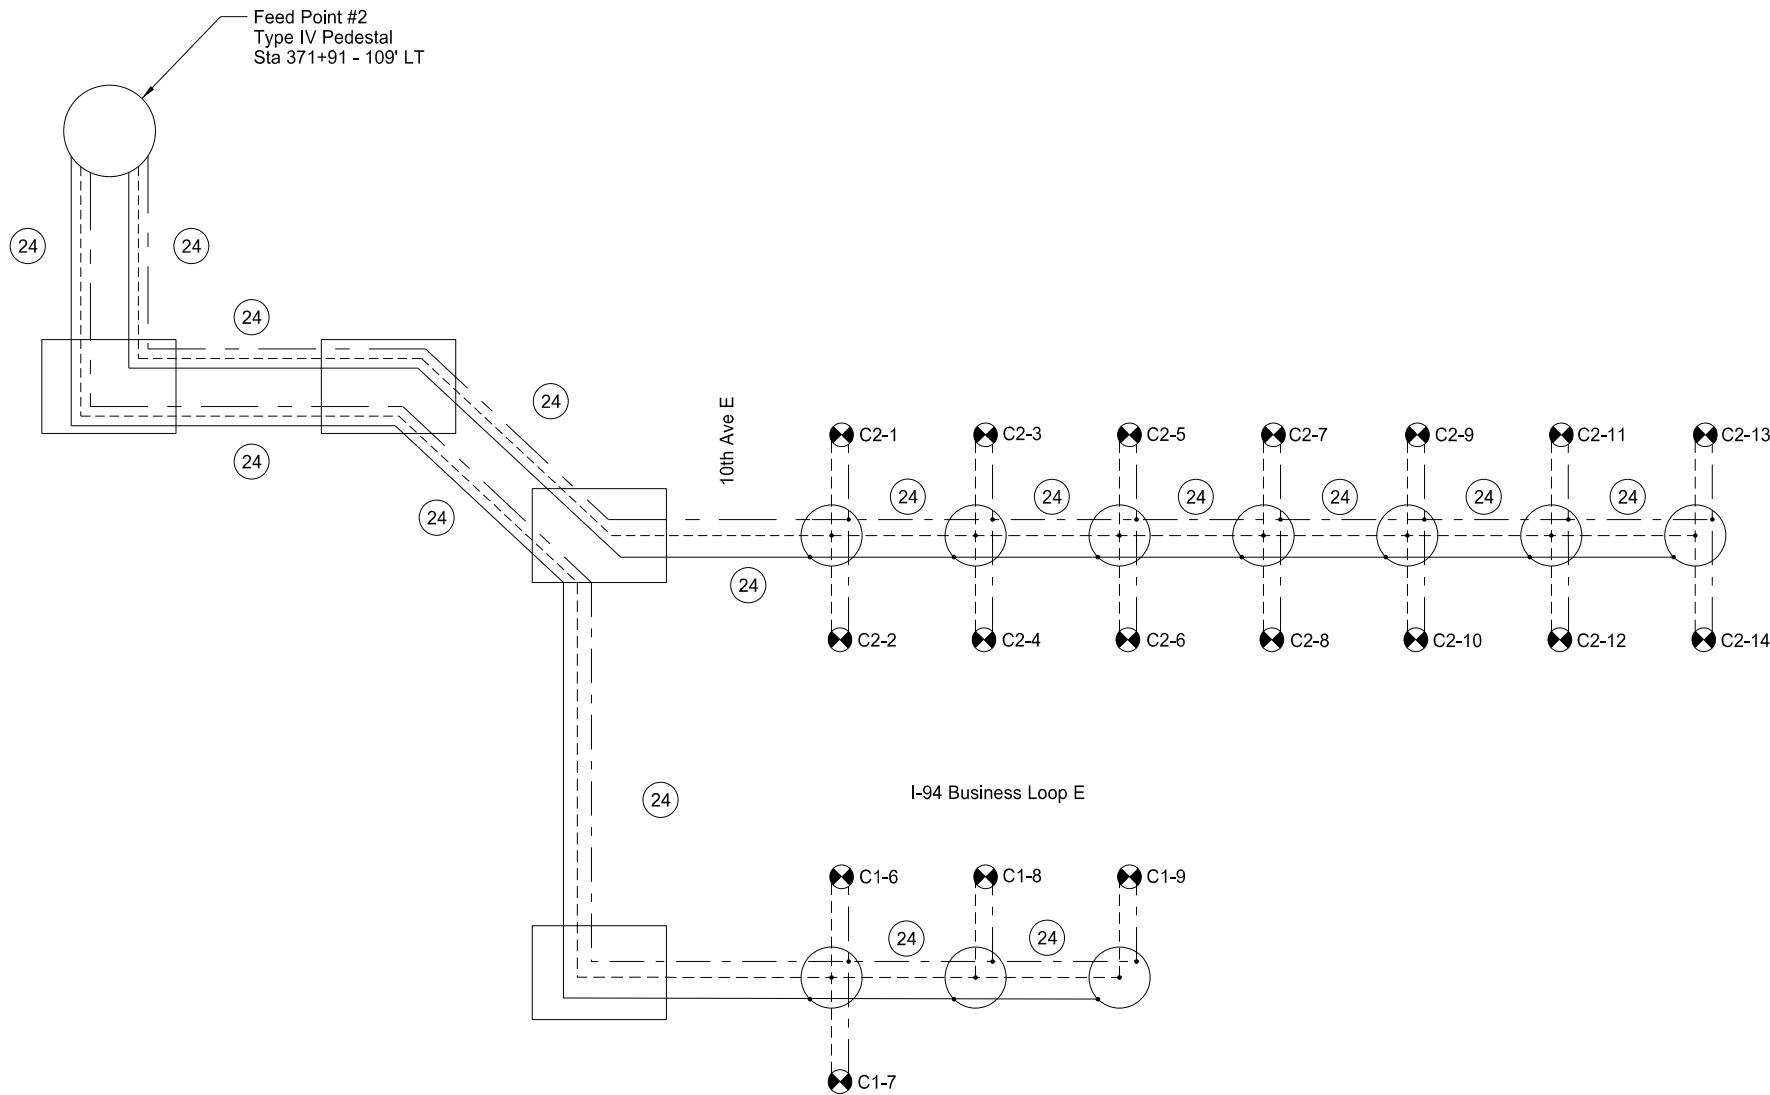 Feed Point #2
Type IV Pedestal
Sta 371+91 - 109' LT
24
24
24
24
24
24
10th Ave E
C2-1
C2-3
C2-5
C2-7
C2-9
C2-11
C2-13
24
24
24
24
24
24
24
C2-2
C2-4
C2-6
C2-8
C2-10
C2-12
C2-14
24
I-94 Business Loop E
C1-6
C1-8
C1-9
24
24
C1-7